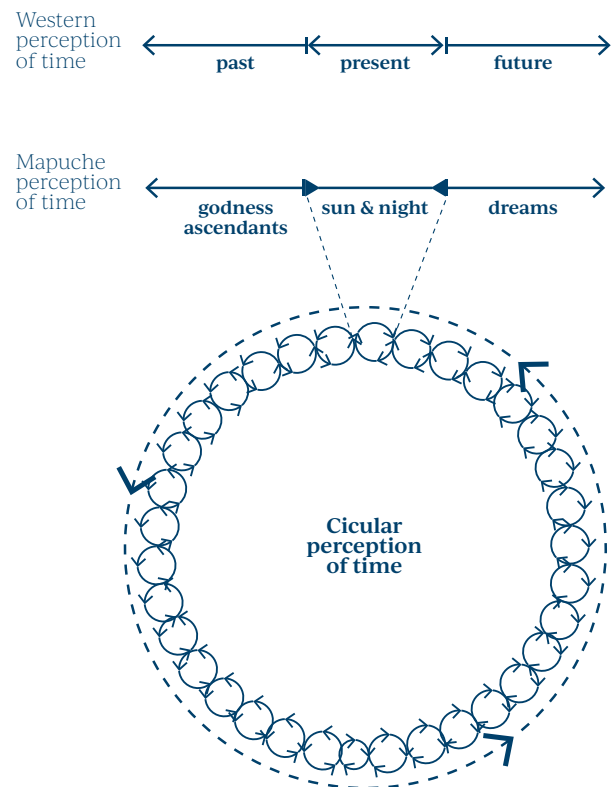 Western
perception
of time
past
present
future
Mapuche
perception
of time
godness
ascendants
sun & night
dreams
Cicular
perception
of time